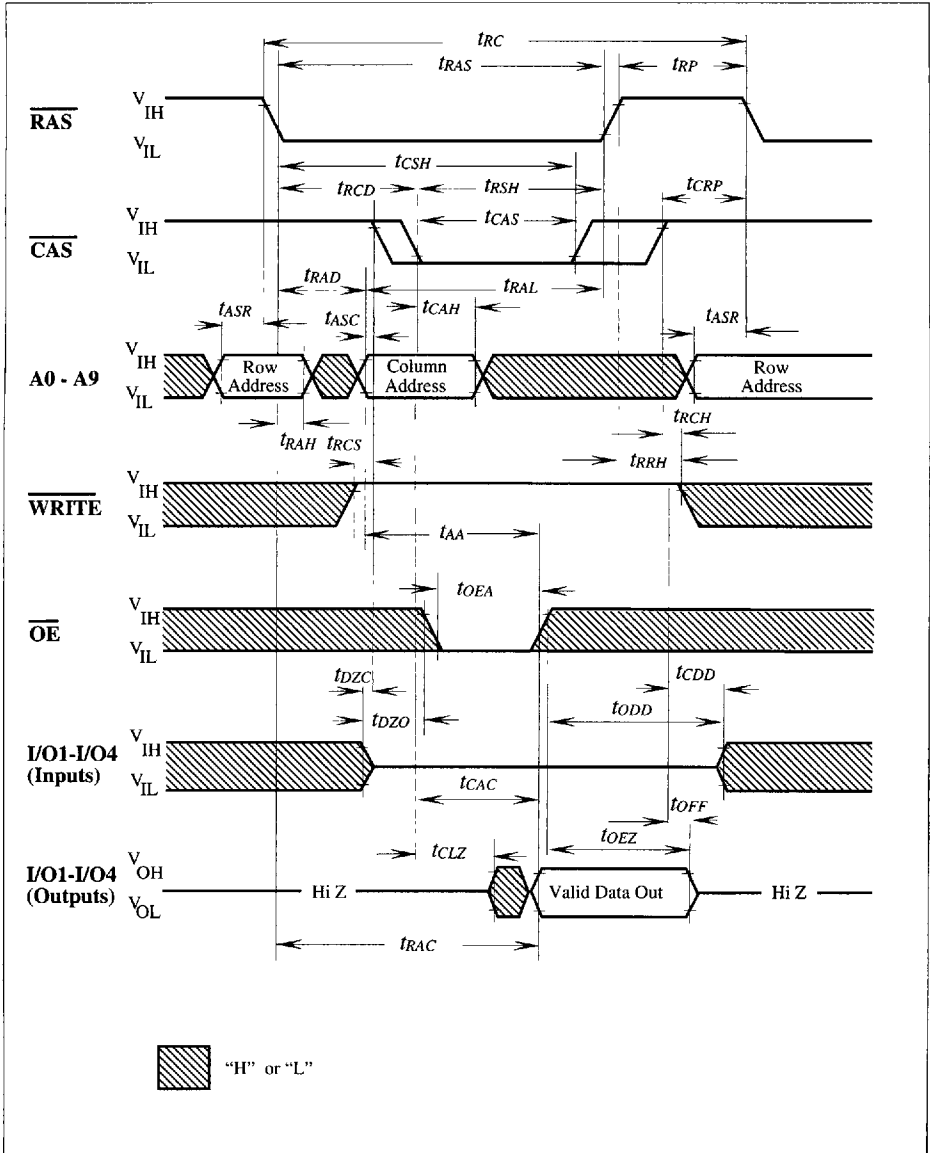 tRC
tRAS
tRP
RAS
VIH
VIL
tCSH
tRCD
tRSH
tCRP
CAS
VIH
VIL
tCAS
tRAD
tRAL
tASR
tASC
tCAH
tASR
A0 - A9
VIH
VIL
Row Address
Column Address
Row Address
tRAH
tRCS
tRCH
tRRH
WRITE
VIH
VIL
tAA
tOEA
OE
VIH
VIL
tDZC
tCDD
tDZO
tODD
I/O1-I/O4
(Inputs)
VIH
VIL
tCAC
tOFF
tCLZ
tOEZ
I/O1-I/O4
(Outputs)
VOH
VOL
Hi Z
Valid Data Out
Hi Z
tRAC
“H” or “L”